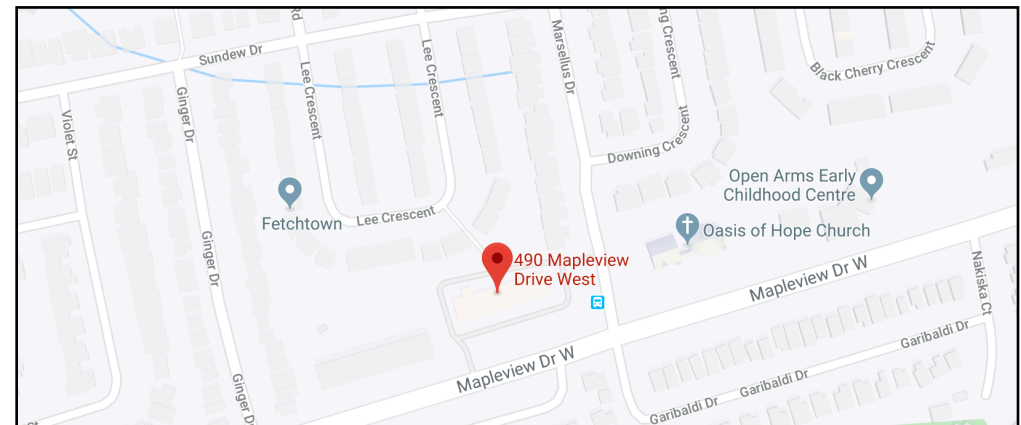 Rd
Sundew Dr
Lee Crescent
Lee Crescent
Marsellus Dr
Black Cherry Crescent
Violet St
Ginger Dr
Downing Crescent
Open Arms Early
Childhood Centre
Fetchtown
Lee Crescent
Oasis of Hope Church
Ginger Dr
490 Mapleview
Drive West
Mapleview Dr W
Nakiska Ct
Mapleview Dr W
Garibaldi Dr
Garibaldi Dr
Garibaldi Dr
Ginger D